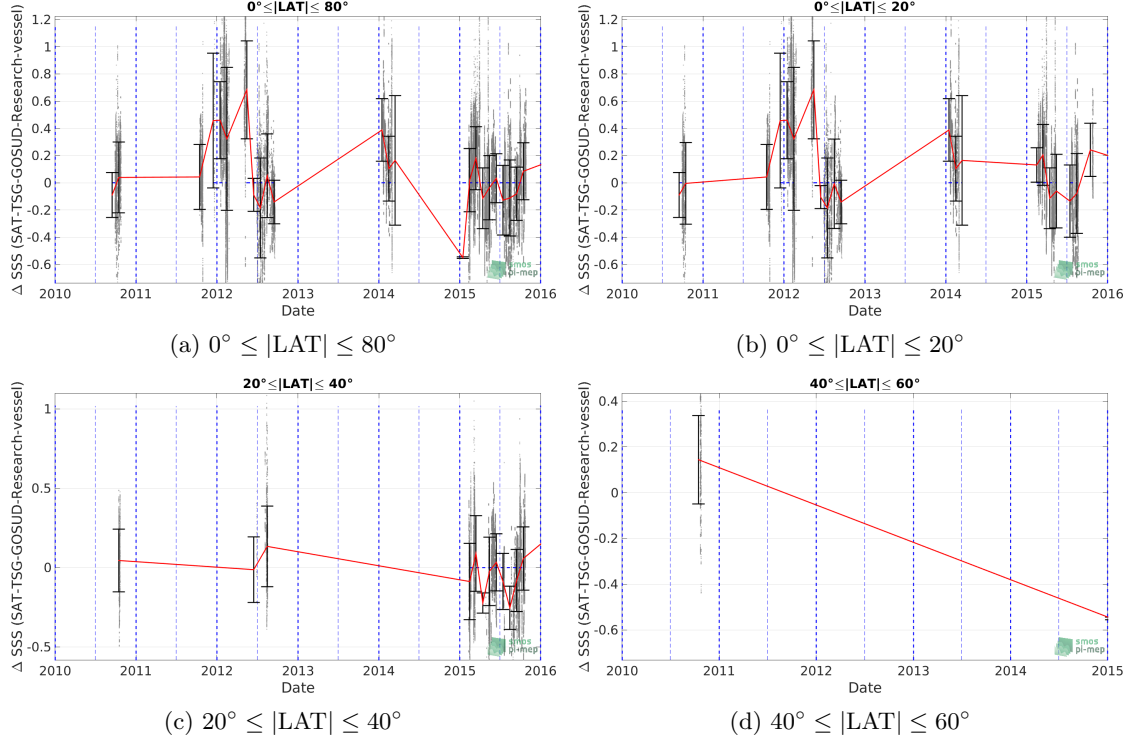 0°≤|LAT|≤ 80°
Δ SSS (SAT-TSG-GOSUD-Research-vessel)
1.2
1
0.8
0.6
0.4
0.2
0
-0.2
-0.4
-0.6
smos
pi-mep
2010 2011 2012 2013 2014 2015 2016
Date
(a) 0° ≤ |LAT| ≤ 80°
0°≤|LAT|≤ 20°
Δ SSS (SAT-TSG-GOSUD-Research-vessel)
1.2
1
0.8
0.6
0.4
0.2
0
-0.2
-0.4
-0.6
smos
pi-mep
2010 2011 2012 2013 2014 2015 2016
Date
(b) 0° ≤ |LAT| ≤ 20°
20°≤|LAT|≤ 40°
Δ SSS (SAT-TSG-GOSUD-Research-vessel)
1
0.5
0
-0.5
smos
pi-mep
2010 2011 2012 2013 2014 2015 2016
Date
(c) 20° ≤ |LAT| ≤ 40°
40°≤|LAT|≤ 60°
Δ SSS (SAT-TSG-GOSUD-Research-vessel)
0.4
0.2
0
-0.2
-0.4
-0.6
smos
pi-mep
2010 2011 2012 2013 2014 2015
Date
(d) 40° ≤ |LAT| ≤ 60°